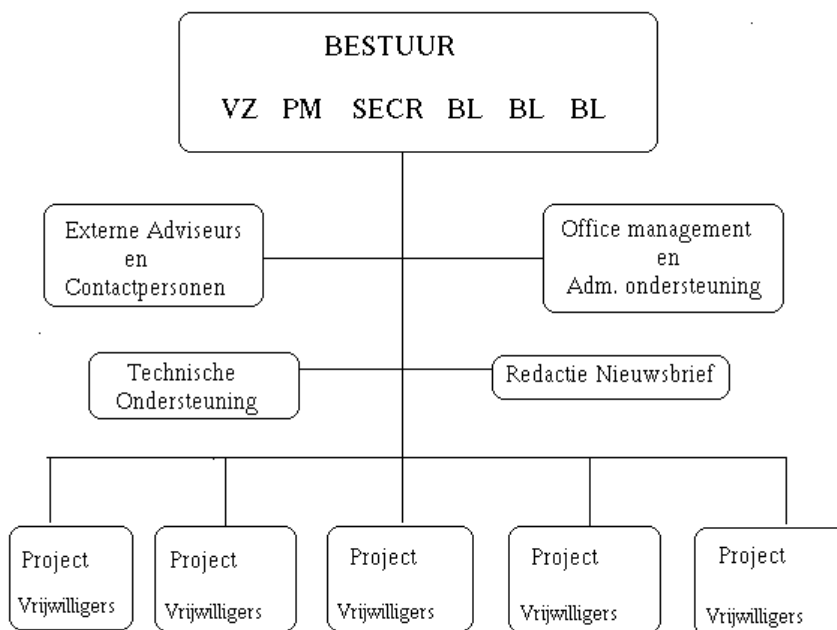 BESTUUR
VZ PM SECR BL BL BL
Externe Adviseurs
en
Contactpersonen
Office management
en
Adm. ondersteuning
Technische
Ondersteuning
Redactie Nieuwsbrief
Project
Vrijwilligers
Project
Vrijwilligers
Project
Vrijwilligers
Project
Vrijwilligers
Project
Vrijwilligers